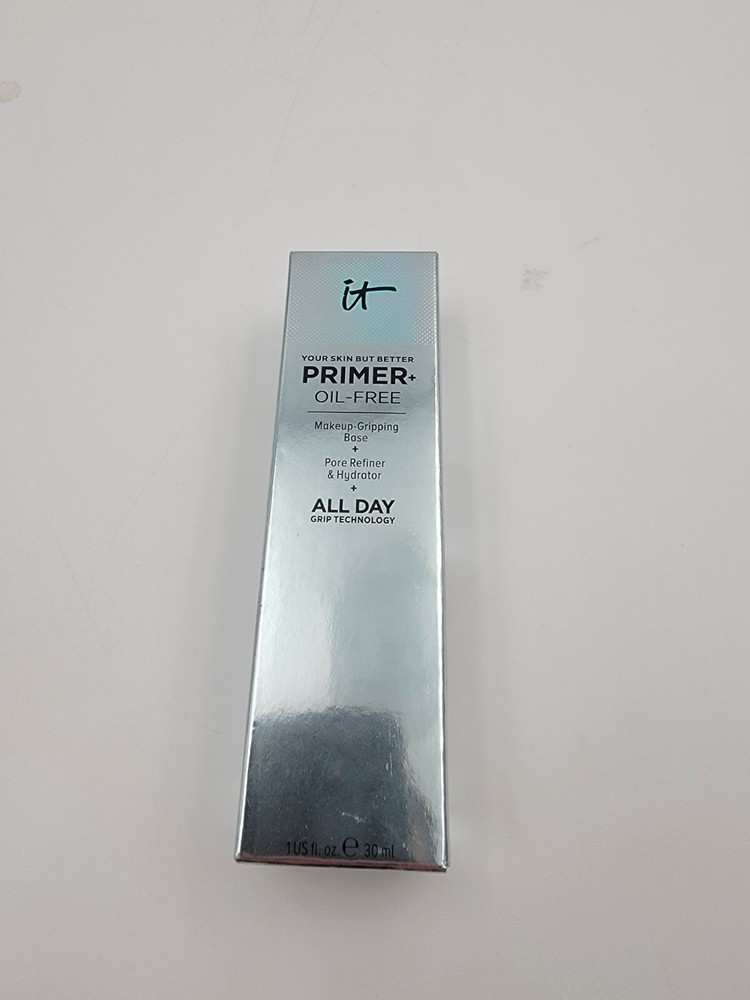 it
YOUR SKIN BUT BETTER
PRIMER+
OIL-FREE
Makeup-Gripping
Base
+
Pore Refiner
& Hydrator
+
ALL DAY
GRIP TECHNOLOGY
1 US fl. oz. ℮ 30 ml